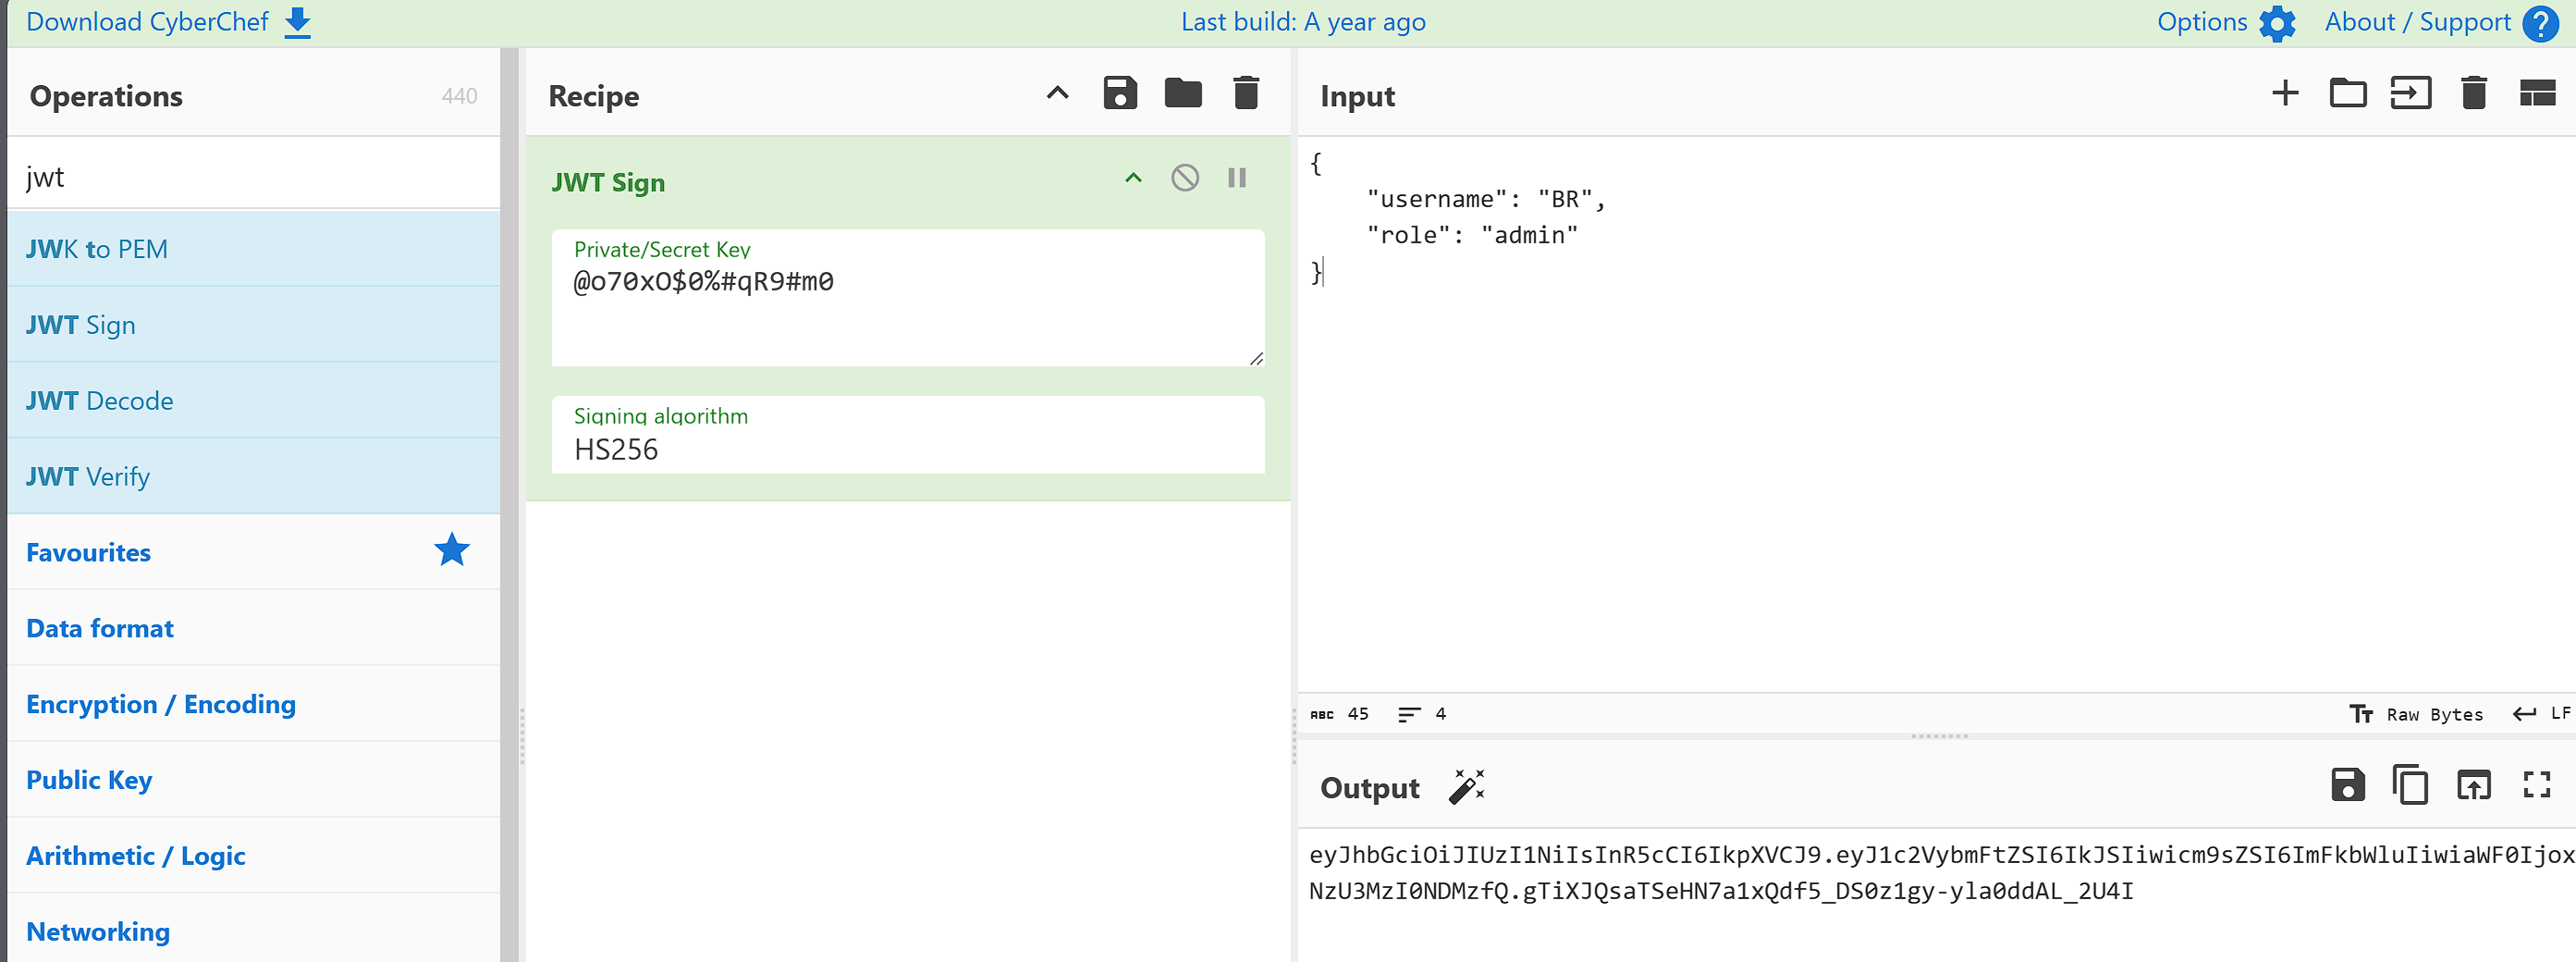 Download CyberChef
Last build: A year ago
Options
About / Support
Operations
440
jwt
JWK to PEM
JWT Sign
JWT Decode
JWT Verify
Favourites
Data format
Encryption / Encoding
Public Key
Arithmetic / Logic
Networking
Recipe
JWT Sign
Private/Secret Key
@o70xO$0%#qR9#m0
Signing algorithm
HS256
Input
{
    "username": "BR",
    "role": "admin"
}
ABC 45 4
Tт Raw Bytes LF
Output
eyJhbGciOiJIUzI1NiIsInR5cCI6IkpXVCJ9.eyJ1c2VybmFtZSI6IkJSIiwicm9sZSI6ImFkbWluIiwiaWF0Ijox
NzU3MzI0NDMzfQ.gTiXJQsaTSeHN7a1xQdf5_DS0z1gy-yla0ddAL_2U4I